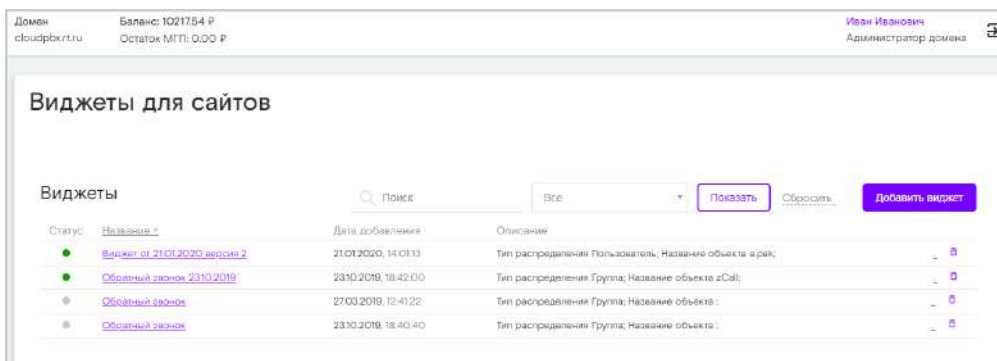 Домен Баланс: 10217.54 ₽ Иван Иванович
cloudpbx.rt.ru Остаток МГП: 0.00 ₽ Администратор домена
Виджеты для сайтов
Виджеты Поиск Все Показать Сбросить Добавить виджет
Статус Название Дата добавления Описание
Виджет от 21.01.2020 версия 2 21.01.2020, 14:01:13 Тип распределения Пользователь; Название объекта a.pak;
Обратный звонок 23.10.2019 23.10.2019, 18:42:00 Тип распределения Группа; Название объекта zCall;
Обратный звонок 27.03.2019, 12:41:22 Тип распределения Группа; Название объекта ;
Обратный звонок 23.10.2019, 18:40:40 Тип распределения Группа; Название объекта ;